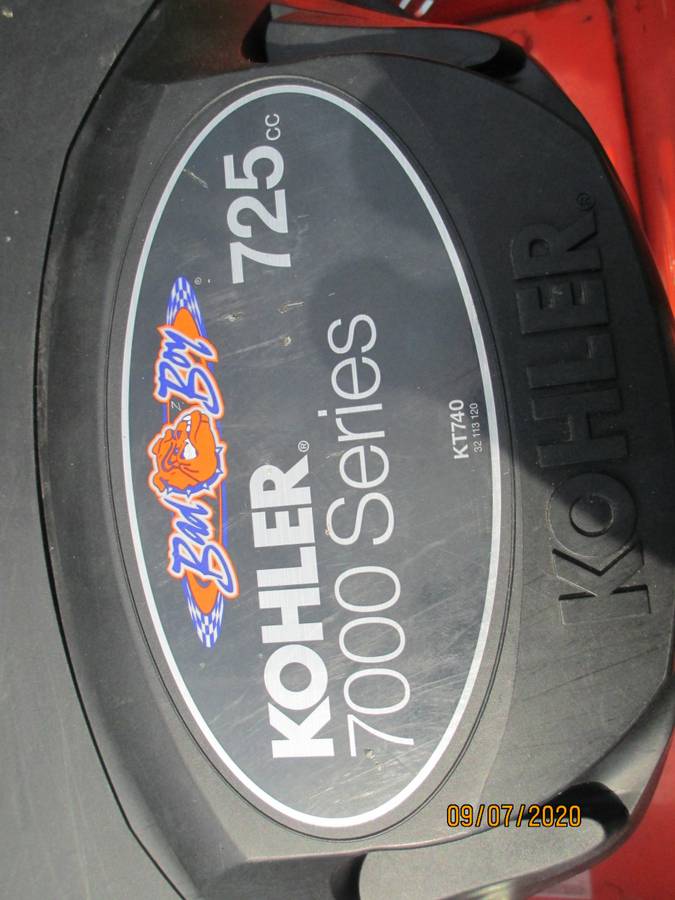 Bad Boy ®
725cc
KOHLER®
7000 Series
KT740
32 113 120
KOHLER®
09/07/2020